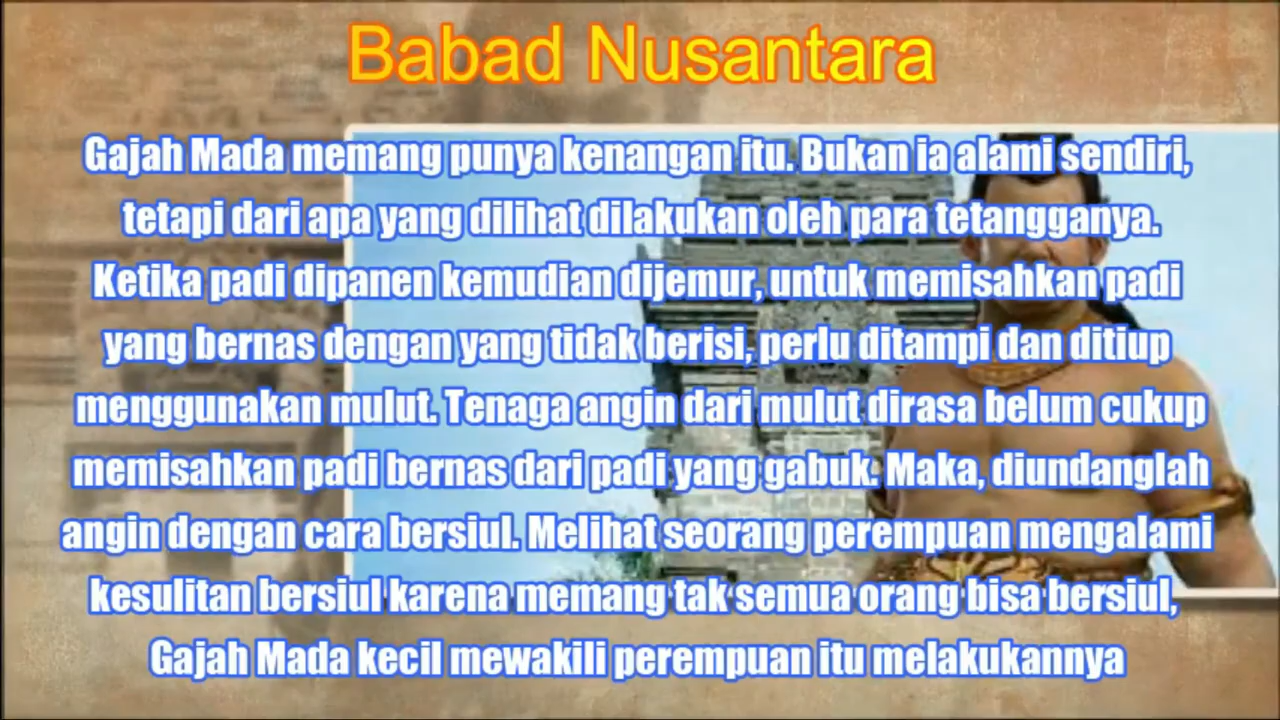 Babad Nusantara
Gajah Mada memang punya kenangan itu. Bukan ia alami sendiri,
tetapi dari apa yang dilihat dilakukan oleh para tetangganya.
Ketika padi dipanen kemudian dijemur, untuk memisahkan padi
yang bernas dengan yang tidak berisi, perlu ditampi dan ditiup
menggunakan mulut. Tenaga angin dari mulut dirasa belum cukup
memisahkan padi bernas dari padi yang gabuk. Maka, diundanglah
angin dengan cara bersiul. Melihat seorang perempuan mengalami
kesulitan bersiul karena memang tak semua orang bisa bersiul,
Gajah Mada kecil mewakili perempuan itu melakukannya